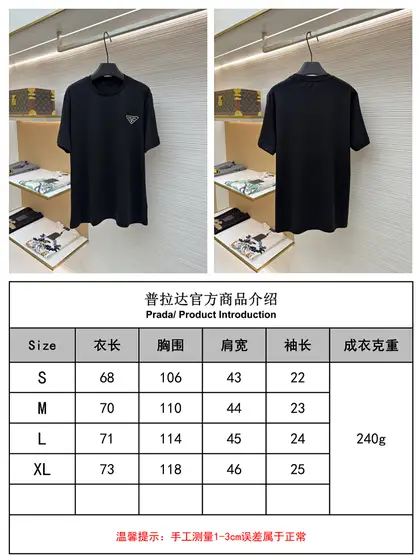 普拉达官方商品介绍
Prada/ Product Introduction
Size 衣长 胸围 肩宽 袖长 成衣克重
S 68 106 43 22
M 70 110 44 23
L 71 114 45 24
XL 73 118 46 25
240g
温馨提示：手工测量1-3cm误差属于正常